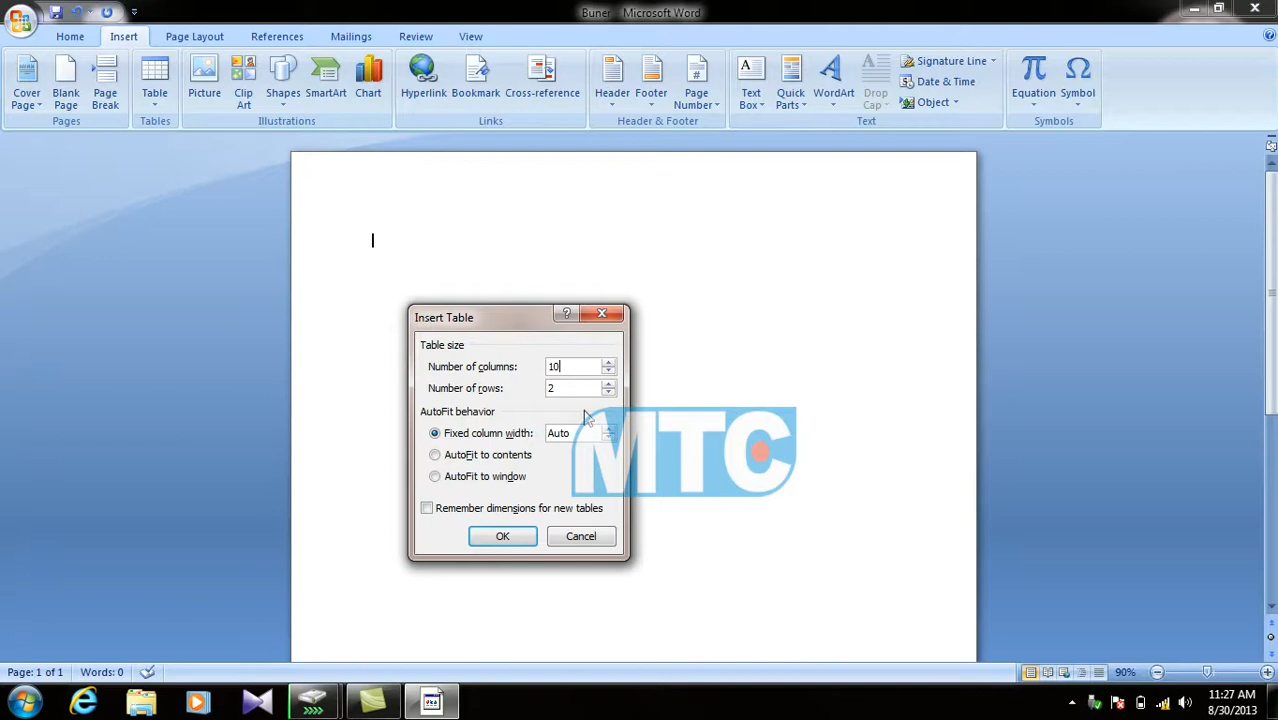 Buner - Microsoft Word
Home Insert Page Layout References Mailings Review View
Cover Page Blank Page Page Break Table Picture Clip Art Shapes SmartArt Chart Hyperlink Bookmark Cross-reference Header Footer Page Number Text Box Quick Parts WordArt Drop Cap Signature Line Date & Time Object Equation Symbol
Pages Tables Illustrations Links Header & Footer Text Symbols
Insert Table
Table size
Number of columns: 10
Number of rows: 2
AutoFit behavior
Fixed column width: Auto
AutoFit to contents
AutoFit to window
MTC
Remember dimensions for new tables
OK Cancel
Page: 1 of 1 Words: 0 90%
11:27 AM
8/30/2013